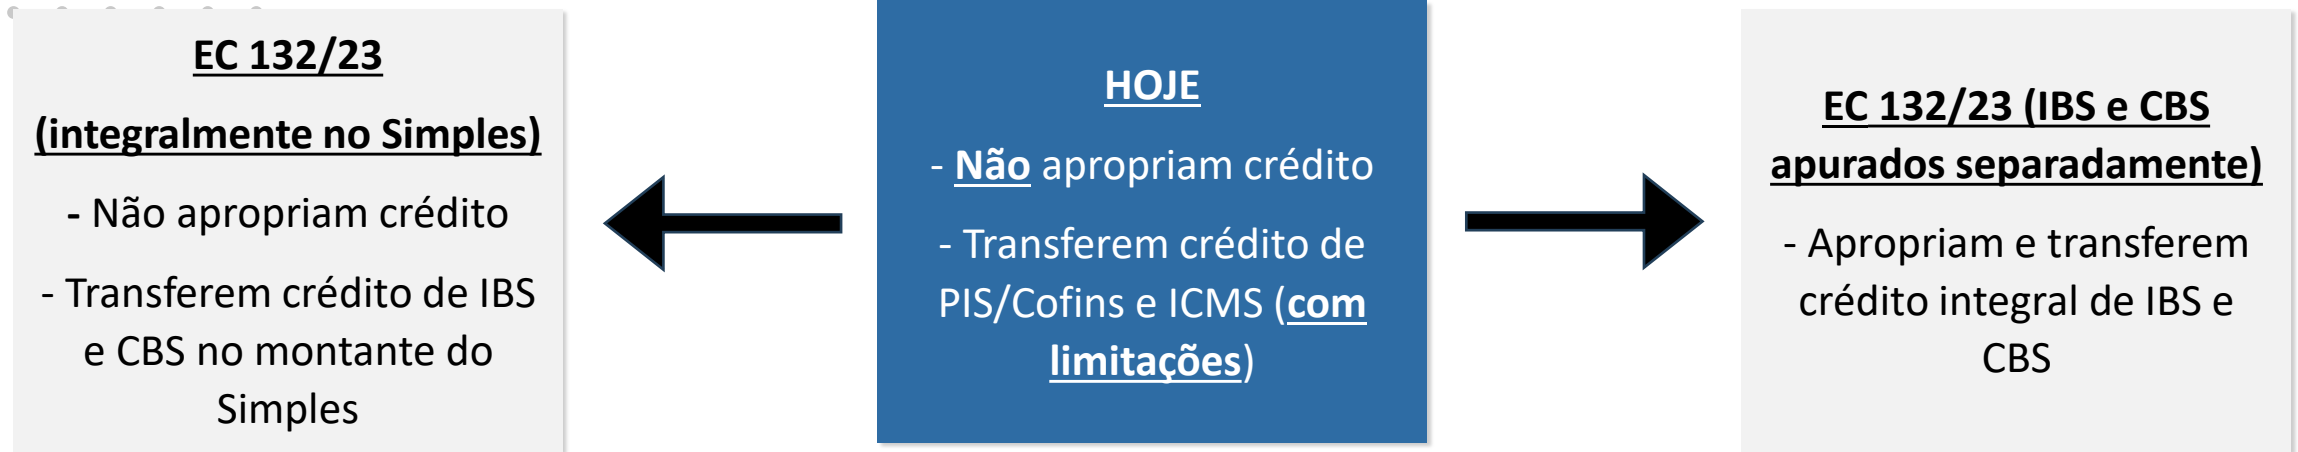 EC 132/23
(integralmente no Simples)
- Não apropriam crédito
- Transferem crédito de IBS
e CBS no montante do
Simples
HOJE
- Não apropriam crédito
- Transferem crédito de
PIS/Cofins e ICMS (com
limitações)
EC 132/23 (IBS e CBS
apurados separadamente)
- Apropriam e transferem
crédito integral de IBS e
CBS